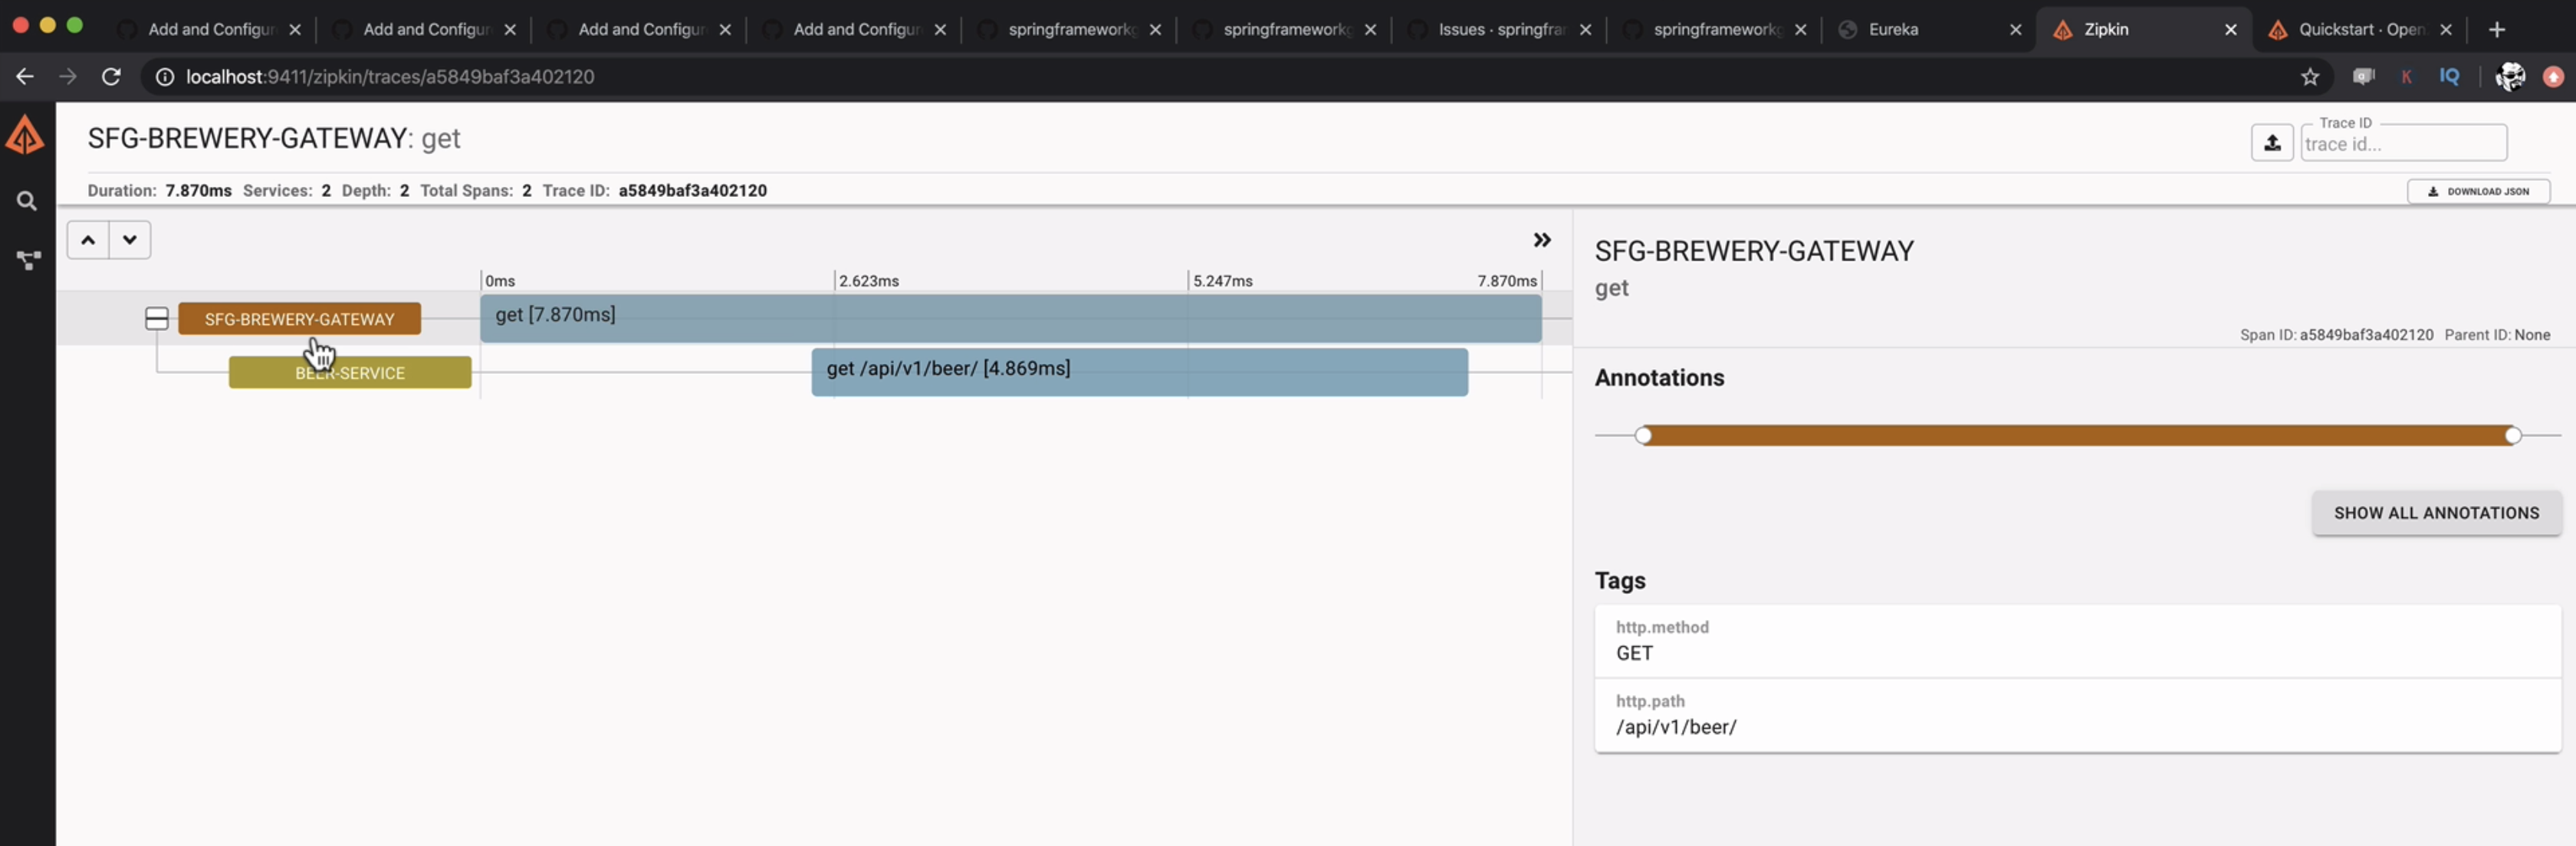 Add and Configur
Add and Configur
Add and Configur
Add and Configur
springframeworkg
springframeworkg
Issues · springfra
springframeworkg
Eureka
Zipkin
Quickstart · Open
localhost:9411/zipkin/traces/a5849baf3a402120
K
IQ
SFG-BREWERY-GATEWAY: get
Trace ID
trace id...
Duration: 7.870ms Services: 2 Depth: 2 Total Spans: 2 Trace ID: a5849baf3a402120
DOWNLOAD JSON
0ms 2.623ms 5.247ms 7.870ms
SFG-BREWERY-GATEWAY
get [7.870ms]
BEER-SERVICE
get /api/v1/beer/ [4.869ms]
SFG-BREWERY-GATEWAY
get
Span ID: a5849baf3a402120 Parent ID: None
Annotations
SHOW ALL ANNOTATIONS
Tags
http.method
GET
http.path
/api/v1/beer/